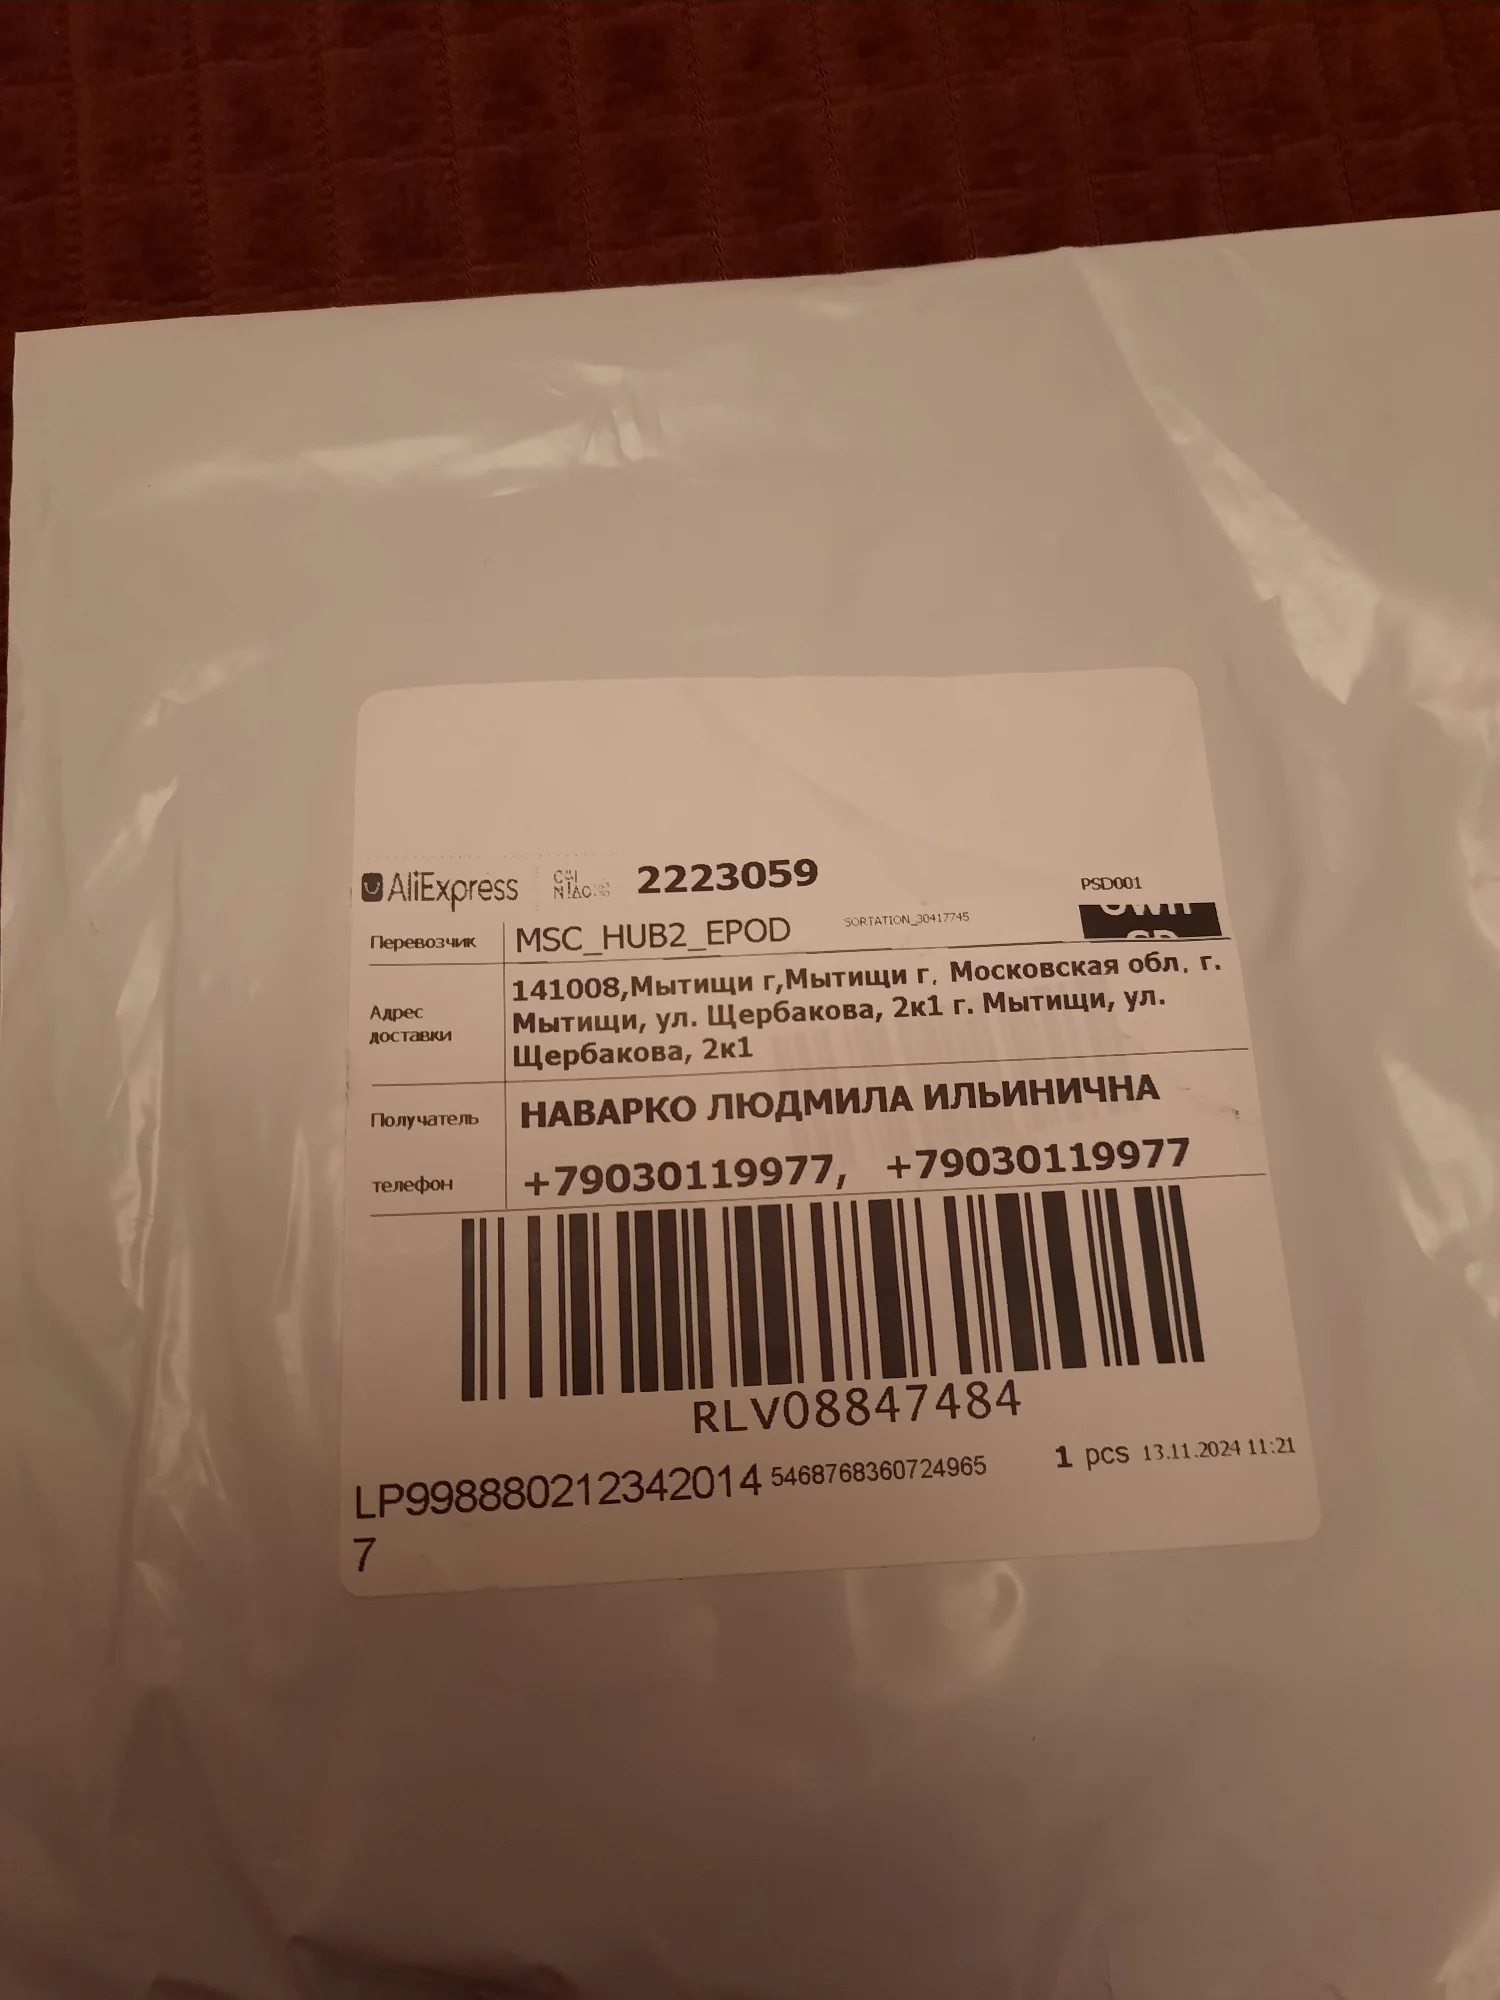 AliExpress 2223059 PSD001
Перевозчик MSC_HUB2_EPOD SORTATION_30417745
Адрес доставки
141008,Мытищи г,Мытищи г, Московская обл, г.
Мытищи, ул. Щербакова, 2к1 г. Мытищи, ул.
Щербакова, 2к1
Получатель НАВАРКО ЛЮДМИЛА ИЛЬИНИЧНА
телефон +79030119977, +79030119977
RLV08847484
LP998880212342014 5468768360724965 1 pcs 13.11.2024 11:21
7